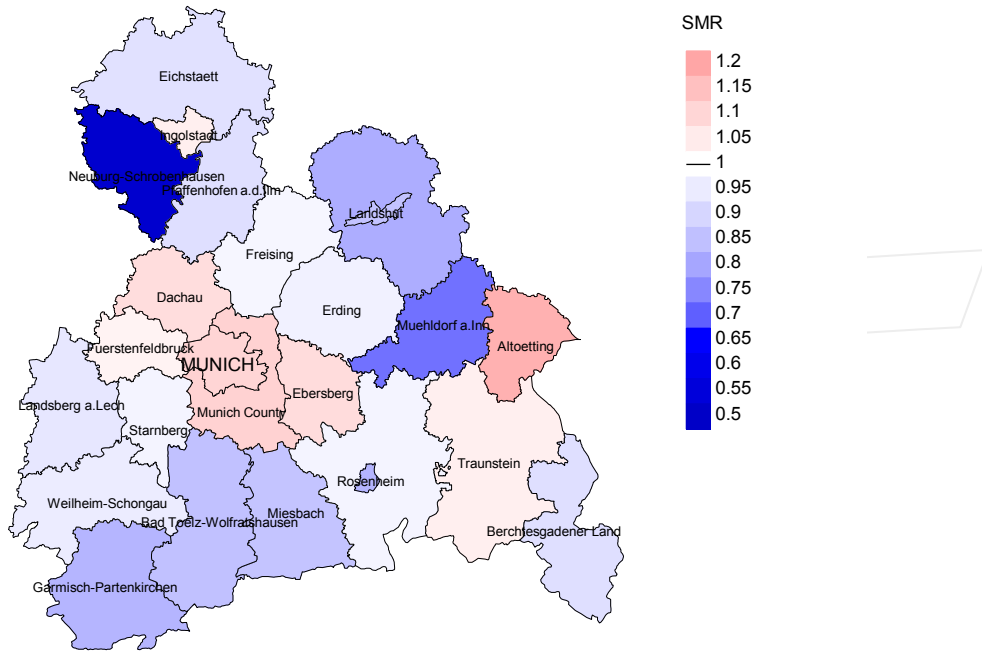 SMR
1.2
1.15
1.1
1.05
1
0.95
0.9
0.85
0.8
0.75
0.7
0.65
0.6
0.55
0.5
Eichstaett
Ingolstadt
Neuburg-Schrobenhausen
Pfaffenhofen a.d.Ilm
Landshut
Freising
Dachau
Erding
Muehldorf a.Inn
Altoetting
Fuerstenfeldbruck
MUNICH
Ebersberg
Landsberg a.Lech
Munich County
Starnberg
Traunstein
Rosenheim
Weilheim-Schongau
Miesbach
Bad Toelz-Wolfratshausen
Berchtesgadener Land
Garmisch-Partenkirchen